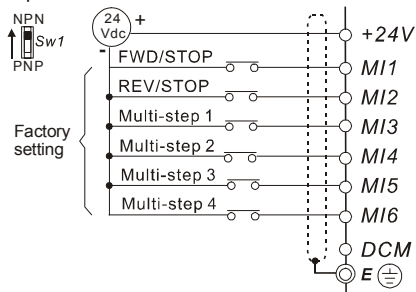 NPN
Sw1
PNP
24
Vdc
+
-
+24V
FWD/STOP
MI1
REV/STOP
MI2
Multi-step 1
MI3
Factory
setting
Multi-step 2
MI4
Multi-step 3
MI5
Multi-step 4
MI6
DCM
E